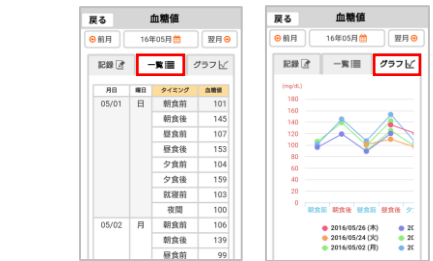 戻る 血糖値
前月 16年05月 翌月
記録 一覧 グラフ
月日 曜日 タイミング 血糖値
05/01 日 朝食前 101
朝食後 145
昼食前 107
昼食後 153
夕食前 104
夕食後 159
就寝前 103
夜間 100
05/02 月 朝食前 106
朝食後 139
昼食前 99
戻る 血糖値
前月 16年05月 翌月
記録 一覧 グラフ
(mg/dL)
180
160
140
120
100
80
60
40
20
0
朝食前 朝食後 昼食前 昼食後 夕
2016/05/26 (木) 20
2016/05/24 (火) 20
2016/05/02 (月) 20